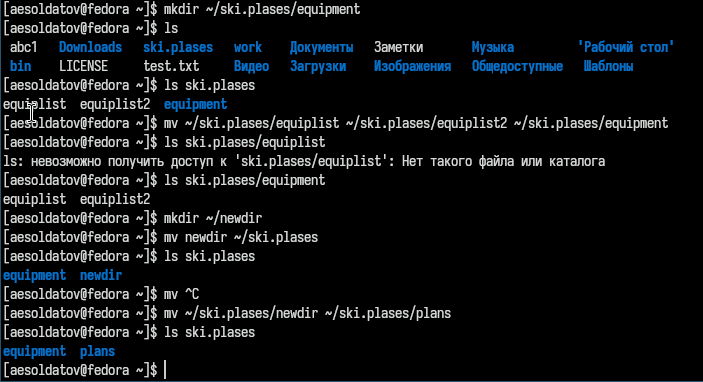 [aesoldatov@fedora ~]$ mkdir ~/ski.plases/equipment
[aesoldatov@fedora ~]$ ls
abc1 Downloads ski.plases work Документы Заметки Музыка 'Рабочий стол'
bin LICENSE test.txt Видео Загрузки Изображения Общедоступные Шаблоны
[aesoldatov@fedora ~]$ ls ski.plases
equiplist equiplist2 equipment
[aesoldatov@fedora ~]$ mv ~/ski.plases/equiplist ~/ski.plases/equiplist2 ~/ski.plases/equipment
[aesoldatov@fedora ~]$ ls ski.plases/equiplist
ls: невозможно получить доступ к 'ski.plases/equiplist': Нет такого файла или каталога
[aesoldatov@fedora ~]$ ls ski.plases/equipment
equiplist equiplist2
[aesoldatov@fedora ~]$ mkdir ~/newdir
[aesoldatov@fedora ~]$ mv newdir ~/ski.plases
[aesoldatov@fedora ~]$ ls ski.plases
equipment newdir
[aesoldatov@fedora ~]$ mv ^C
[aesoldatov@fedora ~]$ mv ~/ski.plases/newdir ~/ski.plases/plans
[aesoldatov@fedora ~]$ ls ski.plases
equipment plans
[aesoldatov@fedora ~]$